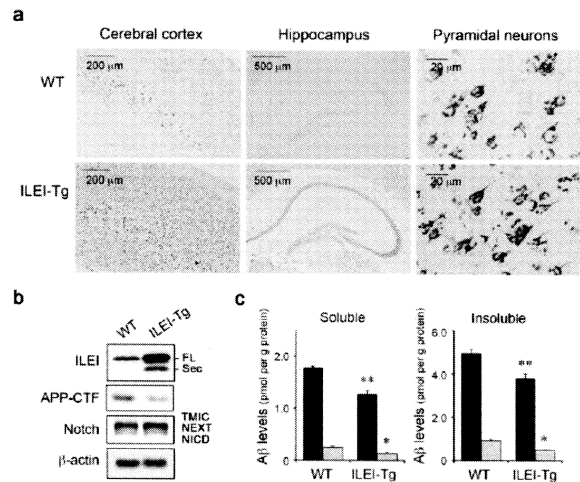 a
Cerebral cortex Hippocampus Pyramidal neurons
WT
200 μm 500 μm 20 μm
ILEI-Tg
200 μm 500 μm 20 μm
b
WT ILEI-Tg
ILEI
FL
Sec
APP-CTF
Notch
TMIC
NEXT
NICD
β-actin
c
Soluble
Aβ levels (pmol per g protein)
2.0
1.0
0
**
*
WT ILEI-Tg
Insoluble
Aβ levels (pmol per g protein)
6.0
4.0
2.0
0
**
*
WT ILEI-Tg